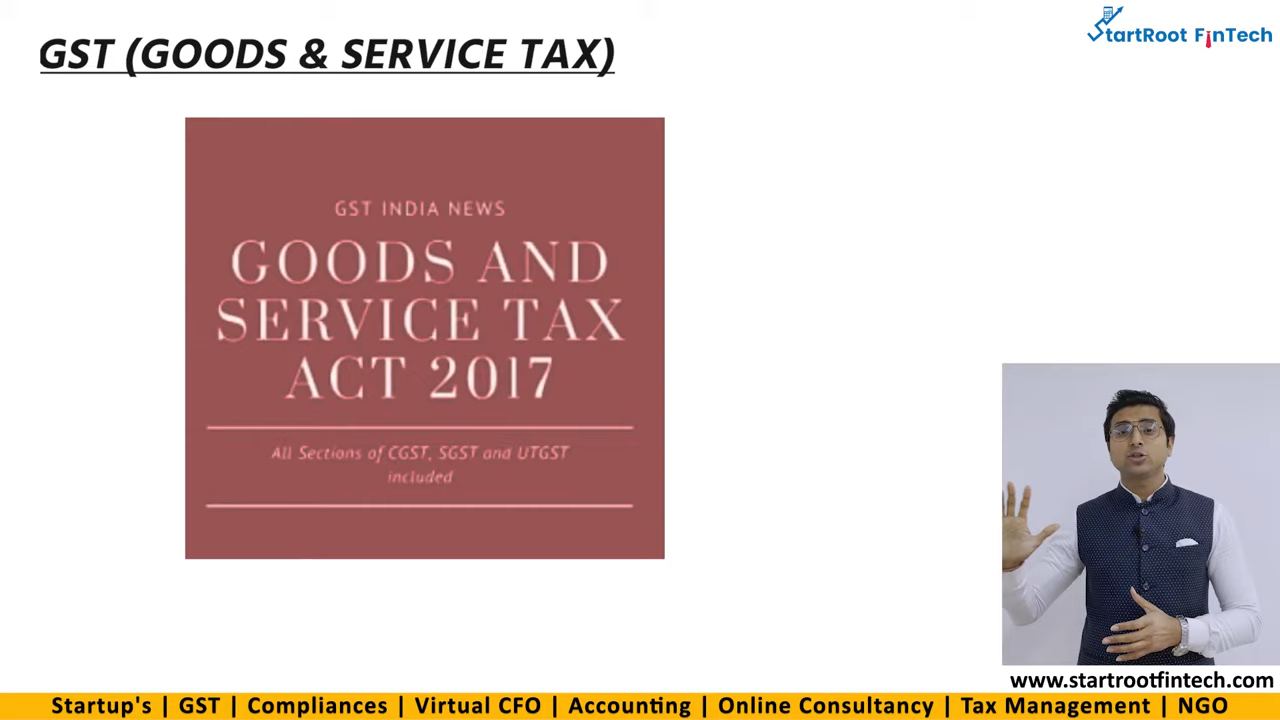 GST (GOODS & SERVICE TAX)
StartRoot FinTech
GST INDIA NEWS
GOODS AND
SERVICE TAX
ACT 2017
All Sections of CGST, SGST and UTGST
included
www.startrootfintech.com
Startup's | GST | Compliances | Virtual CFO | Accounting | Online Consultancy | Tax Management | NGO